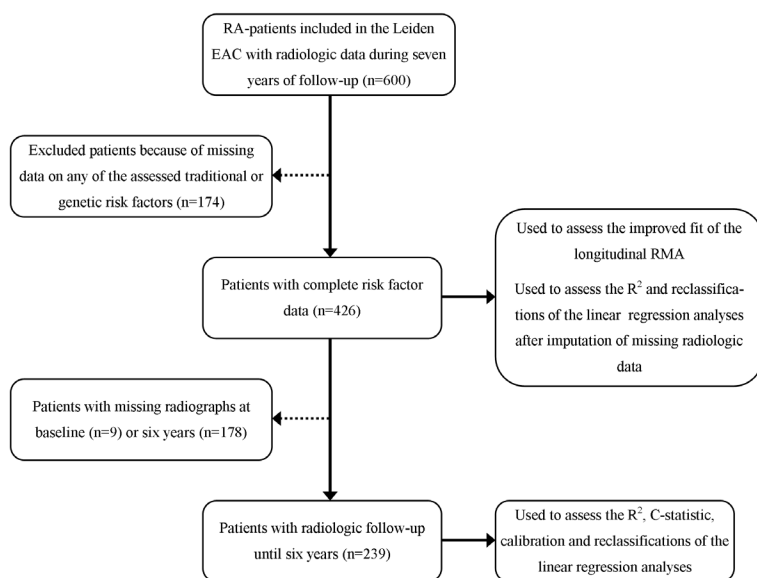 RA-patients included in the Leiden
EAC with radiologic data during seven
years of follow-up (n=600)
Excluded patients because of missing
data on any of the assessed traditional or
genetic risk factors (n=174)
Used to assess the improved fit of the
longitudinal RMA
Used to assess the R² and reclassifica-
tions of the linear regression analyses
after imputation of missing radiologic
data
Patients with complete risk factor
data (n=426)
Patients with missing radiographs at
baseline (n=9) or six years (n=178)
Patients with radiologic follow-up
until six years (n=239)
Used to assess the R², C-statistic,
calibration and reclassifications of the
linear regression analyses